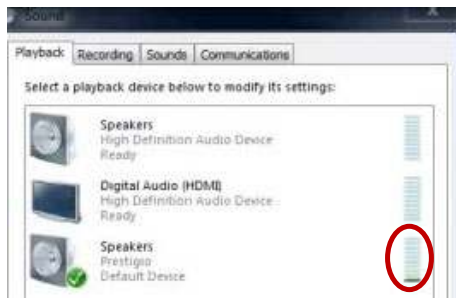 Sound
Playback Recording Sounds Communications
Select a playback device below to modify its settings:
Speakers
High Definition Audio Device
Ready
Digital Audio (HDMI)
High Definition Audio Device
Ready
Speakers
Prestigio
Default Device